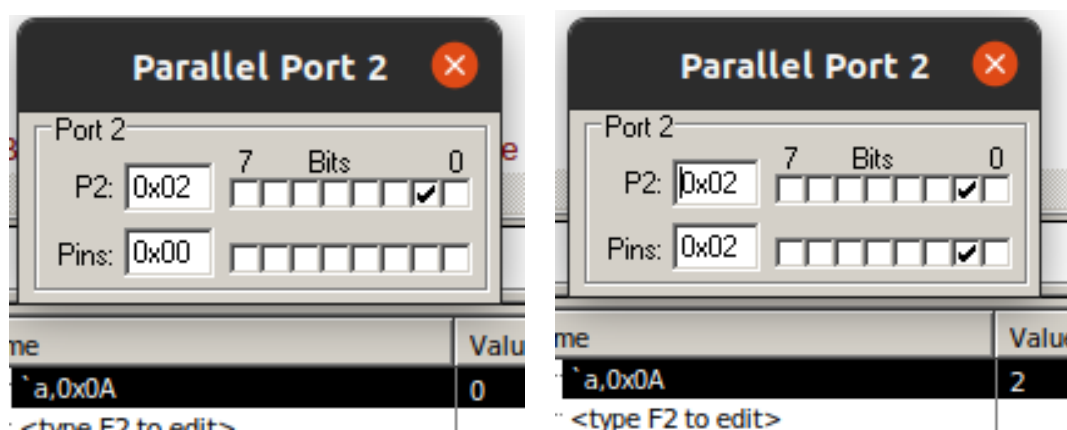 Parallel Port 2
Port 2
7 Bits 0
P2: 0x02
Pins: 0x00
me Valu
`a,0x0A 0
<type F2 to edit>
Parallel Port 2
Port 2
7 Bits 0
P2: 0x02
Pins: 0x02
me Value
`a,0x0A 2
<type F2 to edit>